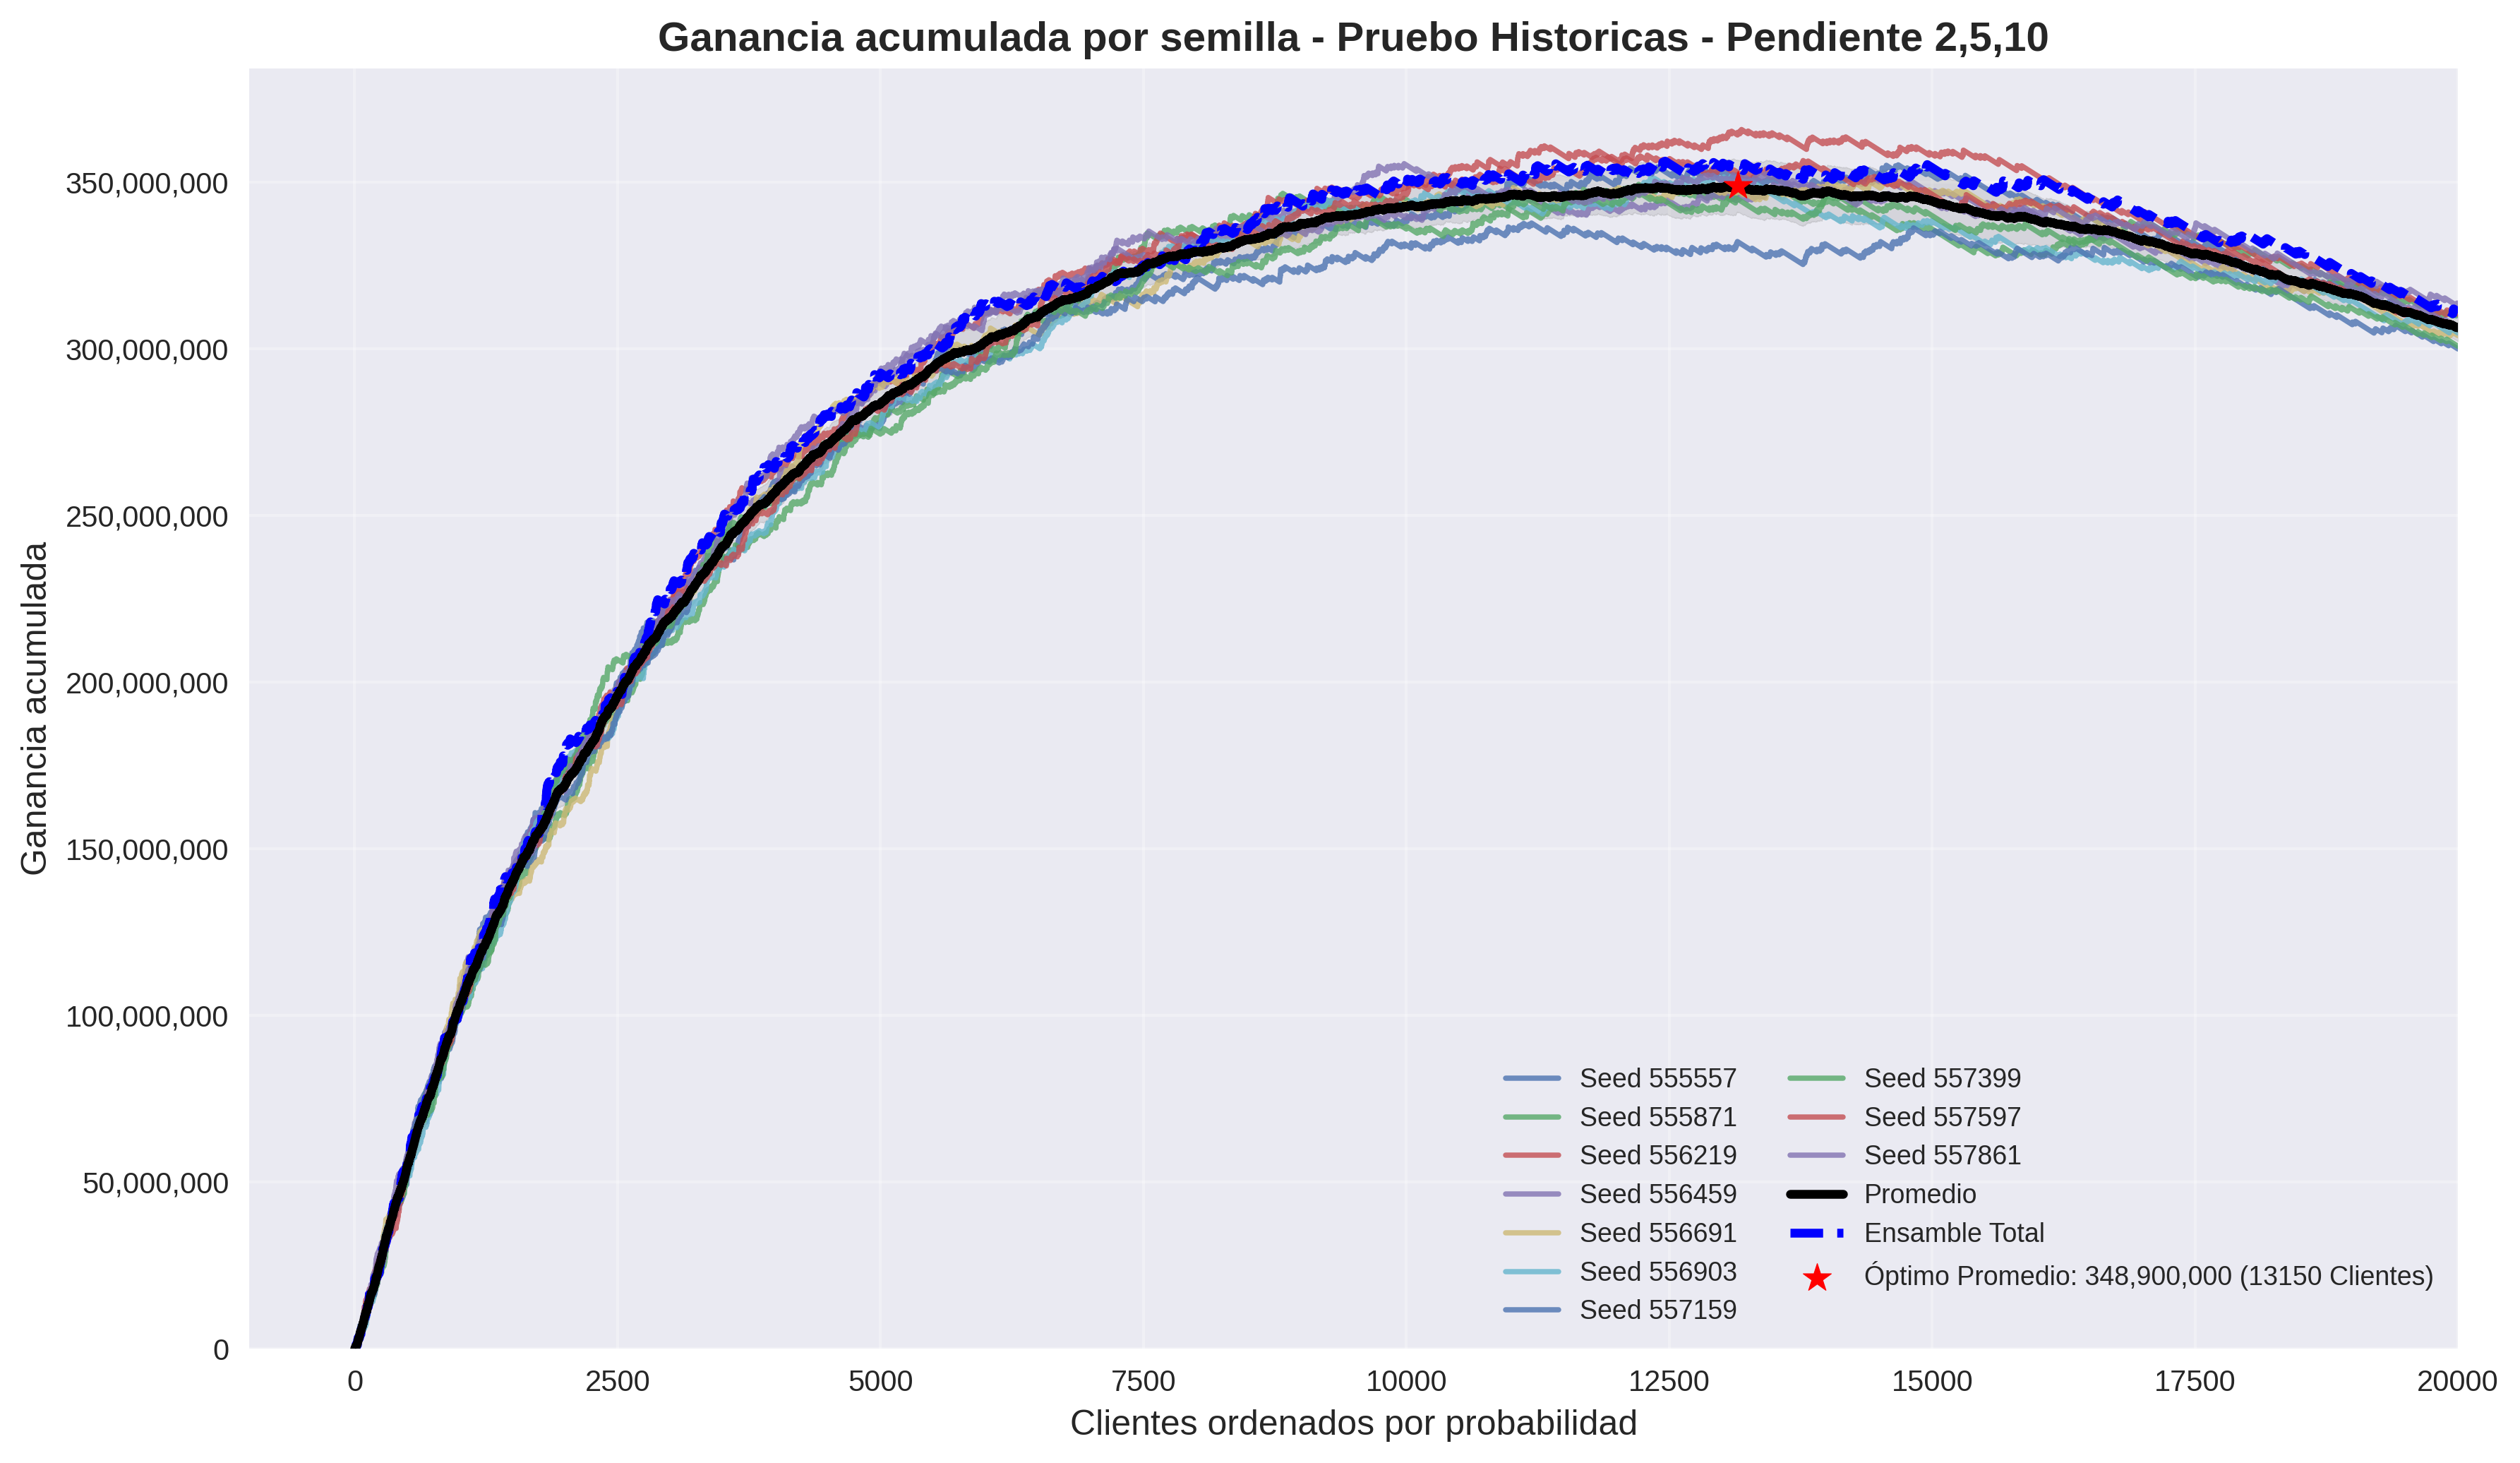 Ganancia acumulada por semilla - Pruebo Historicas - Pendiente 2,5,10
Ganancia acumulada
350,000,000
300,000,000
250,000,000
200,000,000
150,000,000
100,000,000
50,000,000
0
0 2500 5000 7500 10000 12500 15000 17500 20000
Clientes ordenados por probabilidad
Seed 555557
Seed 555871
Seed 556219
Seed 556459
Seed 556691
Seed 556903
Seed 557159
Seed 557399
Seed 557597
Seed 557861
Promedio
Ensamble Total
Óptimo Promedio: 348,900,000 (13150 Clientes)